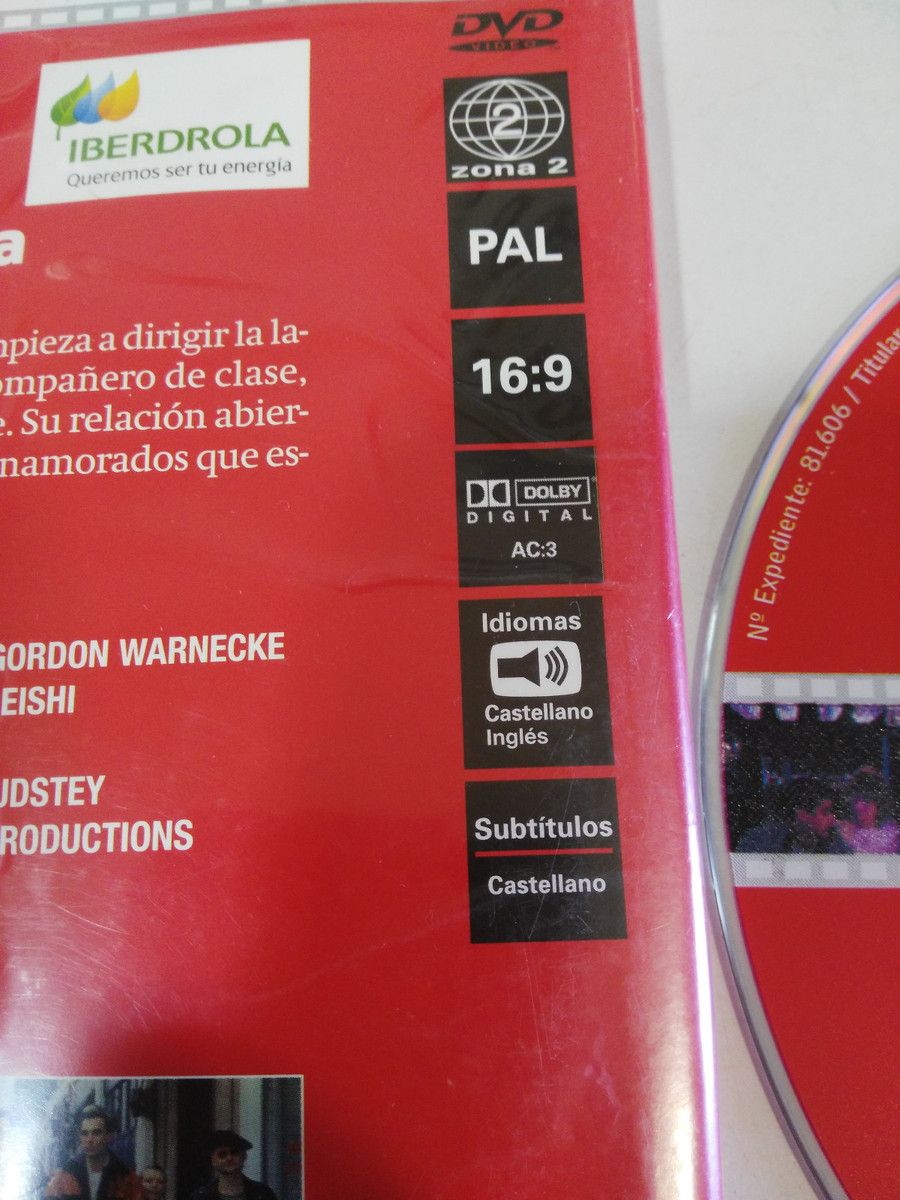 DVD
VIDEO
IBERDROLA
Queremos ser tu energía
2
zona 2
a
PAL
mpieza a dirigir la la-
ompañero de clase,
e. Su relación abier-
namorados que es-
16:9
DOLBY
DIGITAL
AC:3
GORDON WARNECKE
EISHI
Idiomas
Castellano
Inglés
UDSTEY
RODUCTIONS
Subtítulos
Castellano
Nº Expediente: 81.606 / Titular